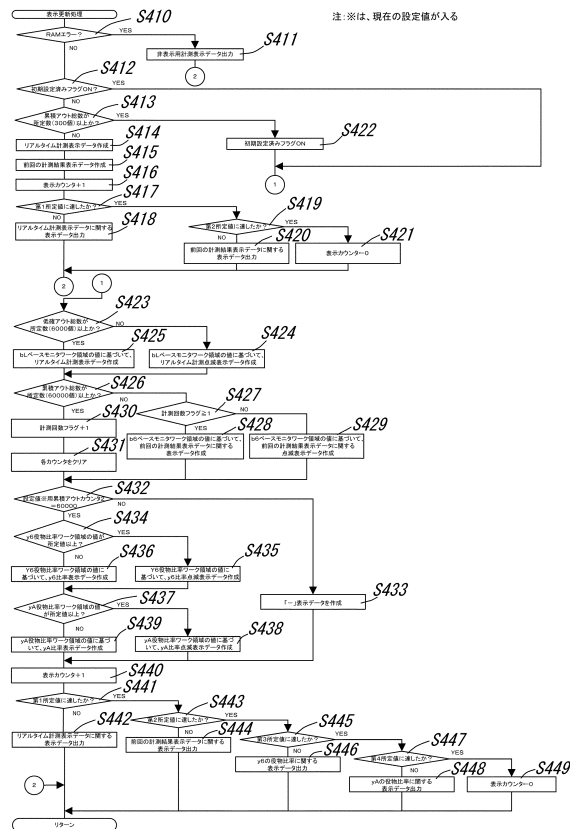 表示更新処理
注：※は、現在の設定値が入る
RAMエラー？
S410
YES
NO
非表示用計測表示データ出力
S411
2
S412
初期設定済みフラグON？
YES
NO
S413
累積アウト総数が
所定数(300個)以上か？
YES
NO
S414
リアルタイム計測表示データ作成
初期設定済みフラグON
S422
S415
前回の計測結果表示データ作成
1
S416
表示カウンタ+1
S417
第1所定値に達したか？
YES
NO
S418
リアルタイム計測表示データに関する
表示データ出力
S419
第2所定値に達したか？
YES
NO
S420
前回の計測結果表示データに関する
表示データ出力
S421
表示カウンター0
2
1
S423
低確アウト総数が
所定数(6000個)以上か？
NO
YES
S425
bLベースモニタワーク領域の値に基づいて、
リアルタイム計測表示データ作成
S424
bLベースモニタワーク領域の値に基づいて、
リアルタイム計測点滅表示データ作成
S426
累積アウト総数が
所定数(60000個)以上か？
NO
YES
S427
計測回数フラグ≧1
NO
YES
S430
計測回数フラグ+1
S428
b6ベースモニタワーク領域の値に基づいて、
前回の計測結果表示データに関する
表示データ作成
S429
b6ベースモニタワーク領域の値に基づいて、
前回の計測結果表示データに関する
点滅表示データ作成
S431
各カウンタをクリア
S432
設定値※用累積アウトカウンタ2
＝60000
NO
YES
S434
y6役物比率ワーク領域の値が
所定値以上？
YES
NO
S436
Y6役物比率ワーク領域の値に
基づいて、y6比率表示データ作成
S435
Y6役物比率ワーク領域の値に
基づいて、y6比率点滅表示データ作成
S433
「－」表示データを作成
S437
yA役物比率ワーク領域の値
が所定値以上？
YES
NO
S439
yA役物比率ワーク領域の値に基づ
いて、yA比率表示データ作成
S438
yA役物比率ワーク領域の値に基づ
いて、yA比率点滅表示データ作成
S440
表示カウンタ+1
S441
第1所定値に達したか？
YES
NO
S442
リアルタイム計測表示データに関する
表示データ出力
S443
第2所定値に達したか？
YES
NO
S444
前回の計測結果表示データに関する
表示データ出力
S445
第3所定値に達したか？
YES
NO
S446
y6の役物比率に関する
表示データ出力
S447
第4所定値に達したか？
YES
NO
S448
yAの役物比率に関する
表示データ出力
S449
表示カウンター0
2
リターン